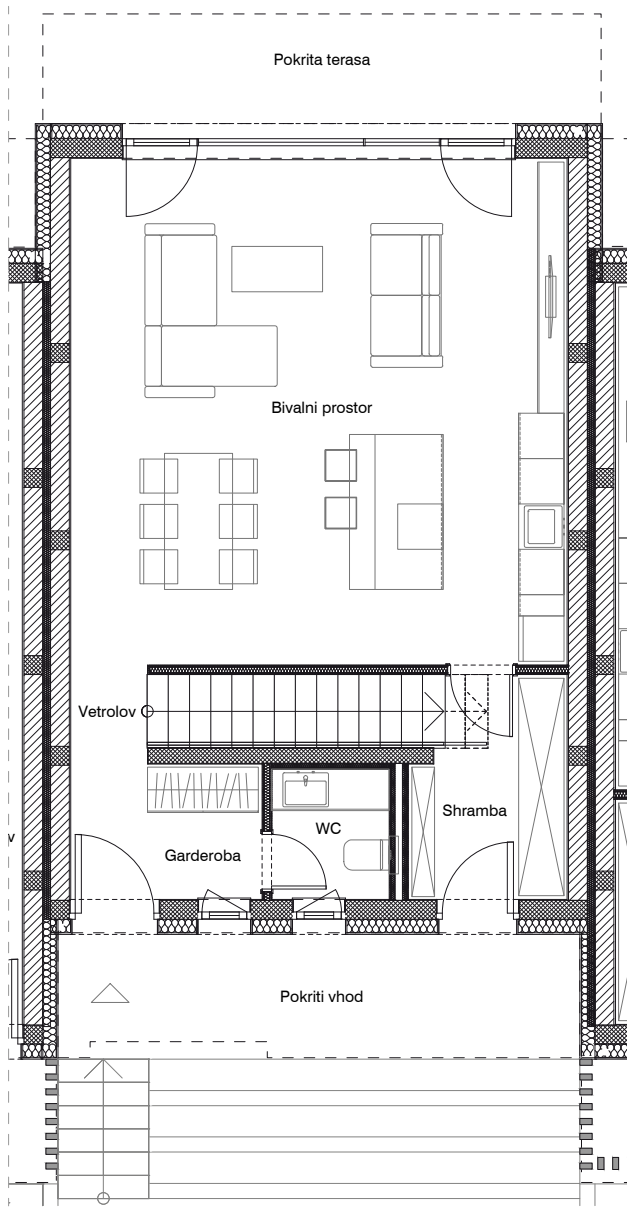 Pokrita terasa
Bivalni prostor
Vetrolov
Shramba
WC
Garderoba
v
Pokriti vhod